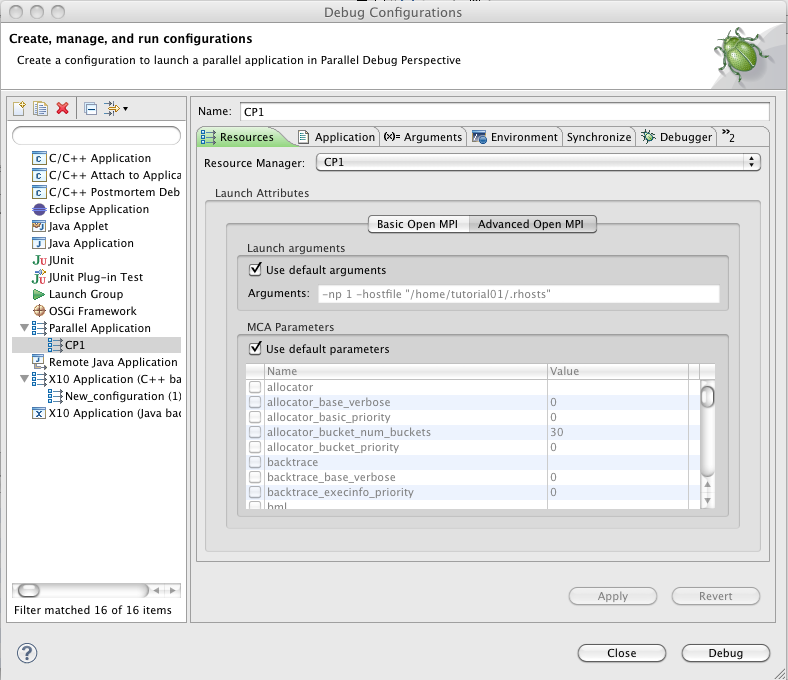 Debug Configurations
Create, manage, and run configurations
Create a configuration to launch a parallel application in Parallel Debug Perspective
C/C++ Application
C/C++ Attach to Applica
C/C++ Postmortem Deb
Eclipse Application
Java Applet
Java Application
JUnit
JUnit Plug-in Test
Launch Group
OSGi Framework
Parallel Application
CP1
Remote Java Application
X10 Application (C++ ba
New_configuration (1)
X10 Application (Java bac
Filter matched 16 of 16 items
Name: CP1
Resources Application (x)= Arguments Environment Synchronize Debugger »2
Resource Manager: CP1
Launch Attributes
Basic Open MPI Advanced Open MPI
Launch arguments
Use default arguments
Arguments: -np 1 -hostfile "/home/tutorial01/.rhosts"
MCA Parameters
Use default parameters
Name Value
allocator
allocator_base_verbose 0
allocator_basic_priority 0
allocator_bucket_num_buckets 30
allocator_bucket_priority 0
backtrace
backtrace_base_verbose 0
backtrace_execinfo_priority 0
bml
Apply Revert
? Close Debug